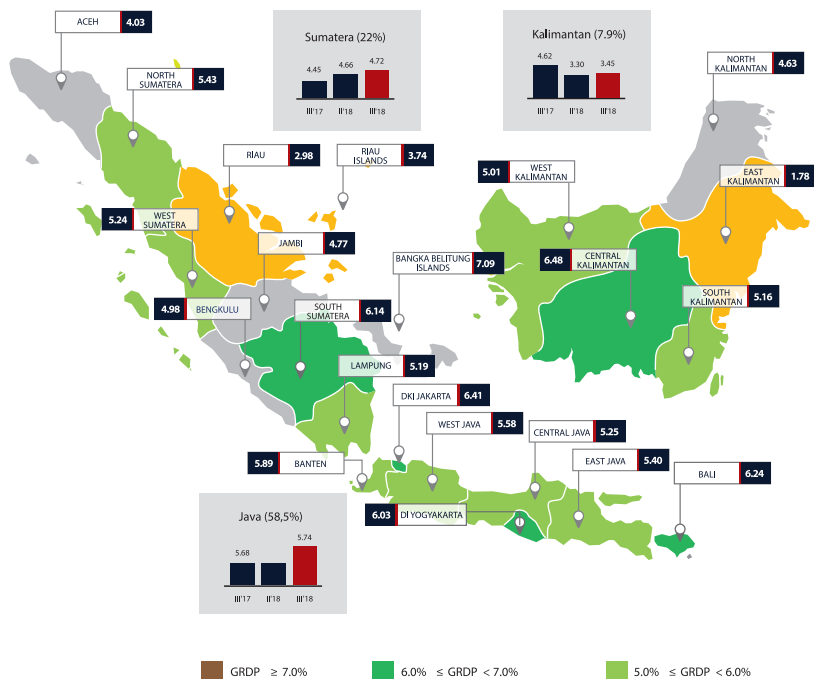 ACEH 4.03
Sumatera (22%)
4.45 4.66 4.72
III'17 II'18 III'18
Kalimantan (7.9%)
4.62 3.30 3.45
III'17 II'18 III'18
NORTH
KALIMANTAN 4.63
NORTH
SUMATERA 5.43
RIAU 2.98
RIAU
ISLANDS 3.74
5.01 WEST
KALIMANTAN
EAST
KALIMANTAN 1.78
5.24 WEST
SUMATERA
JAMBI 4.77
BANGKA BELITUNG
ISLANDS 7.09
6.48 CENTRAL
KALIMANTAN
SOUTH
KALIMANTAN 5.16
4.98 BENGKULU
SOUTH
SUMATERA 6.14
LAMPUNG 5.19
DKI JAKARTA 6.41
WEST JAVA 5.58
CENTRAL JAVA 5.25
5.89 BANTEN
EAST JAVA 5.40
BALI 6.24
6.03 DI YOGYAKARTA
Java (58,5%)
5.68 5.74
III'17 II'18 III'18
GRDP ≥ 7.0%
6.0% ≤ GRDP < 7.0%
5.0% ≤ GRDP < 6.0%